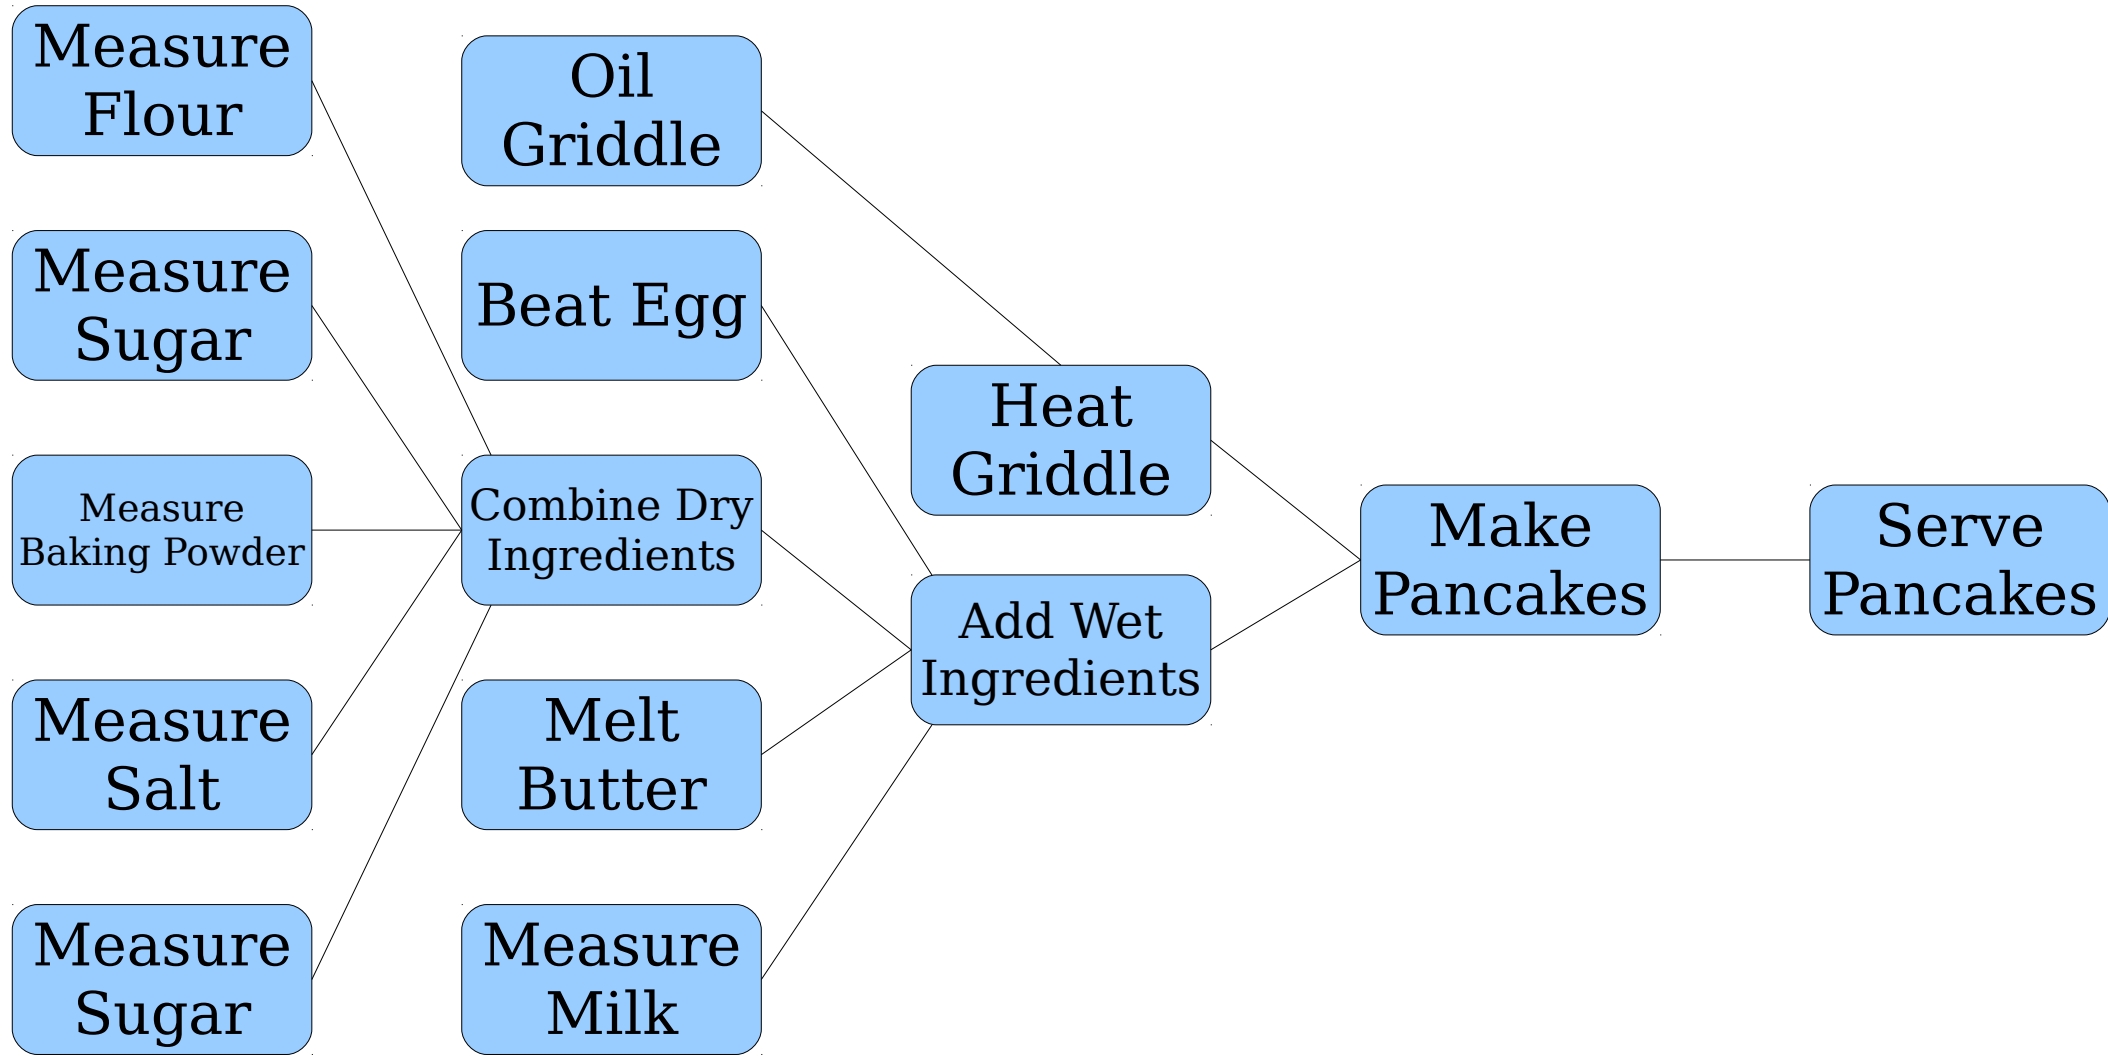 Measure
Flour
Measure
Sugar
Measure
Baking Powder
Measure
Salt
Measure
Sugar
Oil
Griddle
Beat Egg
Combine Dry
Ingredients
Melt
Butter
Measure
Milk
Heat
Griddle
Add Wet
Ingredients
Make
Pancakes
Serve
Pancakes